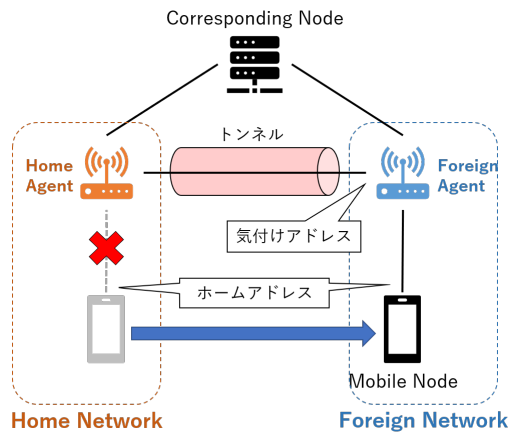 Corresponding Node
トンネル
Home
Agent
Foreign
Agent
気付けアドレス
ホームアドレス
Mobile Node
Home Network
Foreign Network